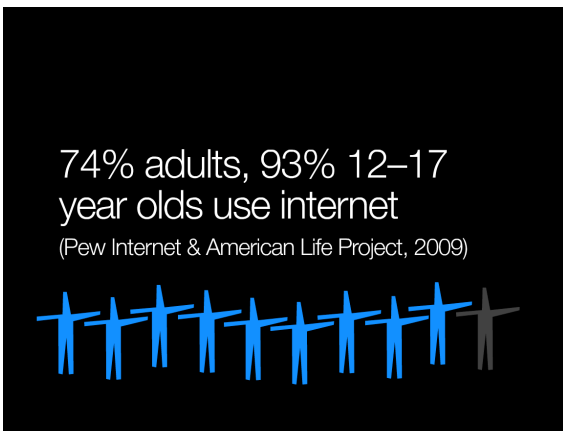 74% adults, 93% 12–17
year olds use internet
(Pew Internet & American Life Project, 2009)